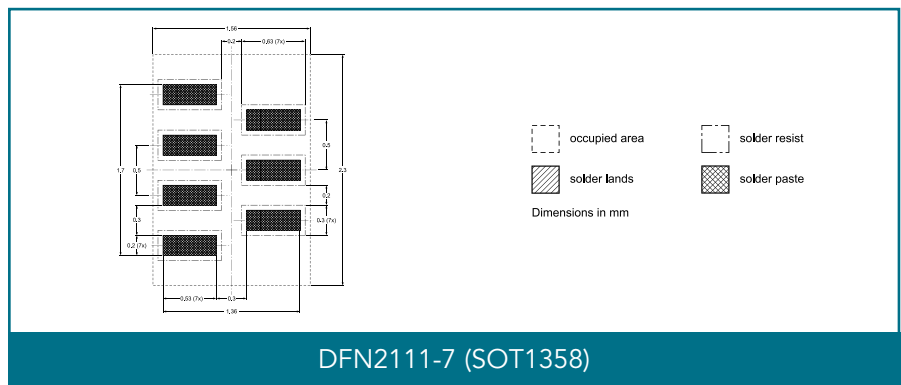 1.56
0.2
0.63 (7x)
1.7
0.5
0.5
2.3
0.2
0.3
0.3 (7x)
0.2 (7x)
0.53 (7x)
0.3
1.36
occupied area
solder resist
solder lands
solder paste
Dimensions in mm
DFN2111-7 (SOT1358)